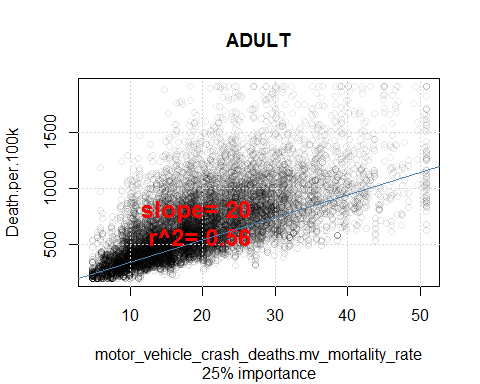 ADULT
Death.per.100k
1500
1000
500
slope= 20
r^2= 0.56
10 20 30 40 50
motor_vehicle_crash_deaths.mv_mortality_rate
25% importance